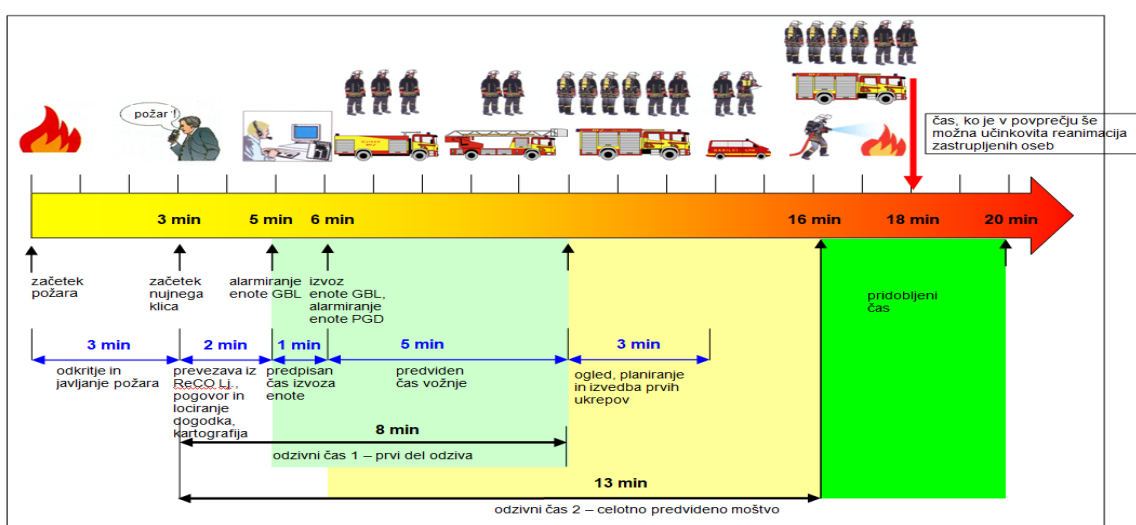 požar !
čas, ko je v povprečju še
možna učinkovita reanimacija
zastrupljenih oseb
3 min
5 min
6 min
16 min
18 min
20 min
začetek
požara
začetek
nujnega
klica
alarmiranje
enote GBL
izvoz
enote GBL,
alarmiranje
enote PGD
pridobljeni
čas
3 min
2 min
1 min
5 min
3 min
odkritje in
javljanje požara
prevezava iz
ReCO Lj.,
pogovor in
lociranje
dogodka,
kartografija
predpisan
čas izvoza
enote
predviden
čas vožnje
ogled, planiranje
in izvedba prvih
ukrepov
8 min
odzivni čas 1 – prvi del odziva
13 min
odzivni čas 2 – celotno predvideno moštvo